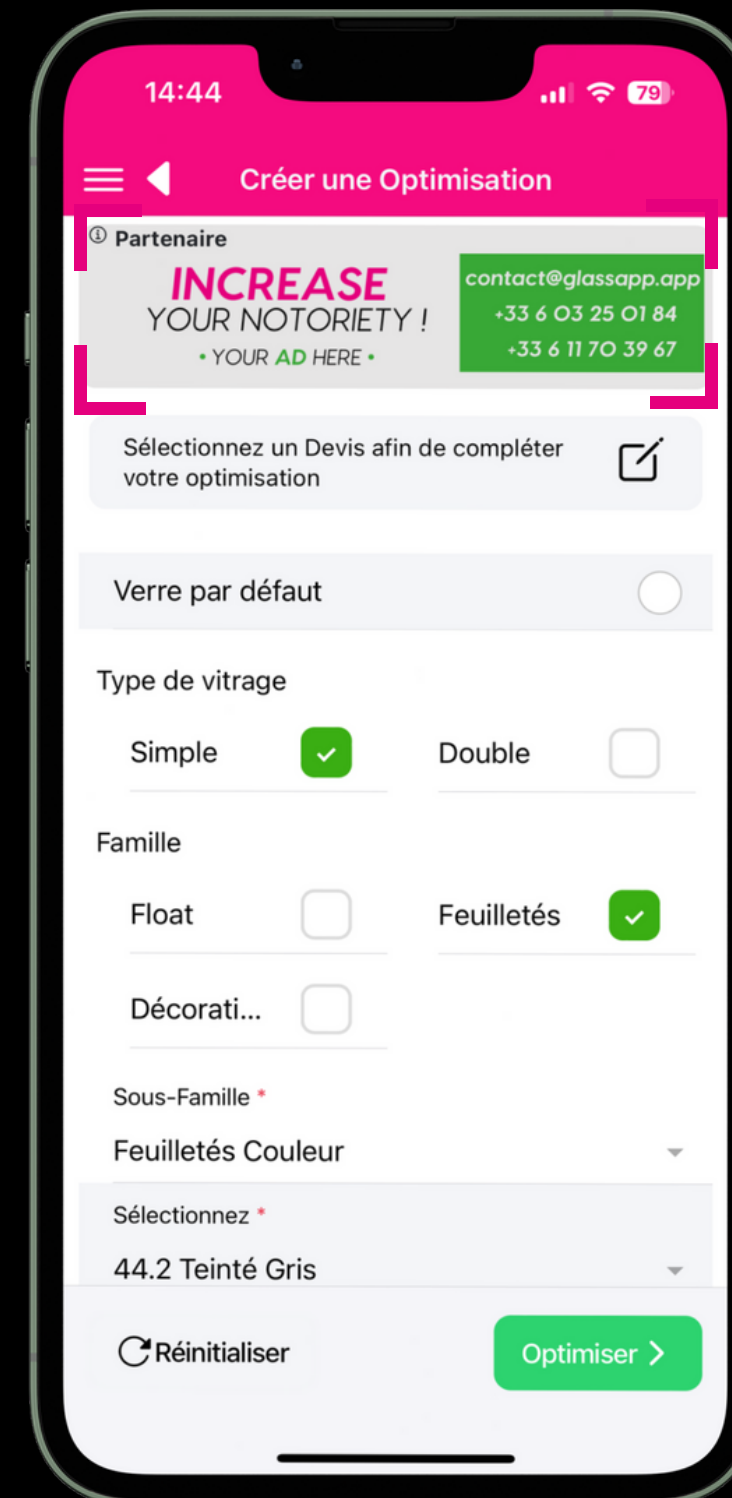 14:44
79
Créer une Optimisation
Partenaire
INCREASE
YOUR NOTORIETY !
• YOUR AD HERE •
contact@glassapp.app
+33 6 03 25 01 84
+33 6 11 70 39 67
Sélectionnez un Devis afin de compléter
votre optimisation
Verre par défaut
Type de vitrage
Simple
Double
Famille
Float
Feuilletés
Décorati...
Sous-Famille *
Feuilletés Couleur
Sélectionnez *
44.2 Teinté Gris
Réinitialiser
Optimiser >